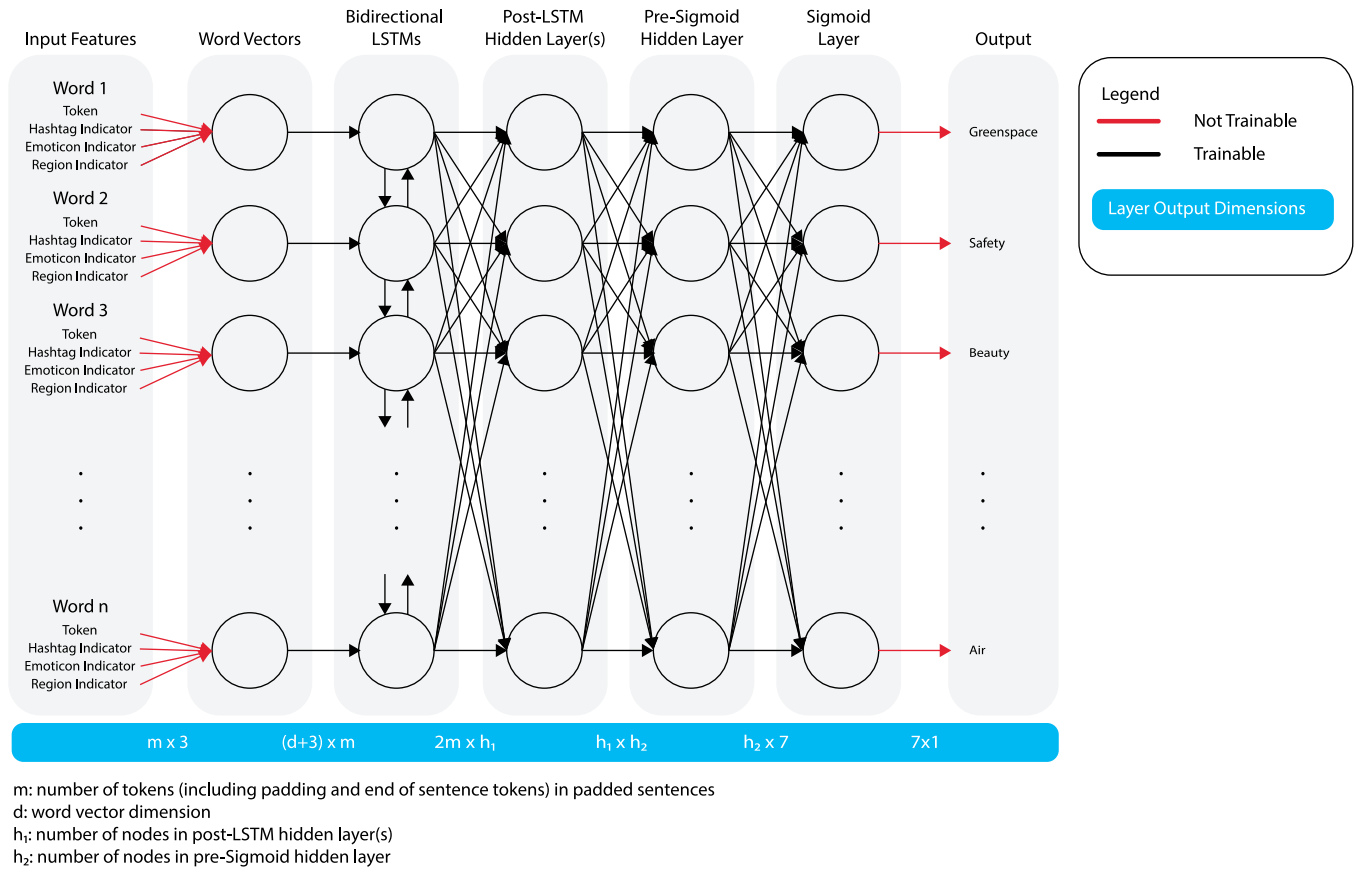 Input Features
Word Vectors
Bidirectional
LSTMs
Post-LSTM
Hidden Layer(s)
Pre-Sigmoid
Hidden Layer
Sigmoid
Layer
Output
Word 1
Token
Hashtag Indicator
Emoticon Indicator
Region Indicator
Word 2
Token
Hashtag Indicator
Emoticon Indicator
Region Indicator
Word 3
Token
Hashtag Indicator
Emoticon Indicator
Region Indicator
Word n
Token
Hashtag Indicator
Emoticon Indicator
Region Indicator
Greenspace
Safety
Beauty
Air
Legend
Not Trainable
Trainable
Layer Output Dimensions
m x 3 (d+3) x m 2m x h₁ h₁ x h₂ h₂ x 7 7x1
m: number of tokens (including padding and end of sentence tokens) in padded sentences
d: word vector dimension
h₁: number of nodes in post-LSTM hidden layer(s)
h₂: number of nodes in pre-Sigmoid hidden layer